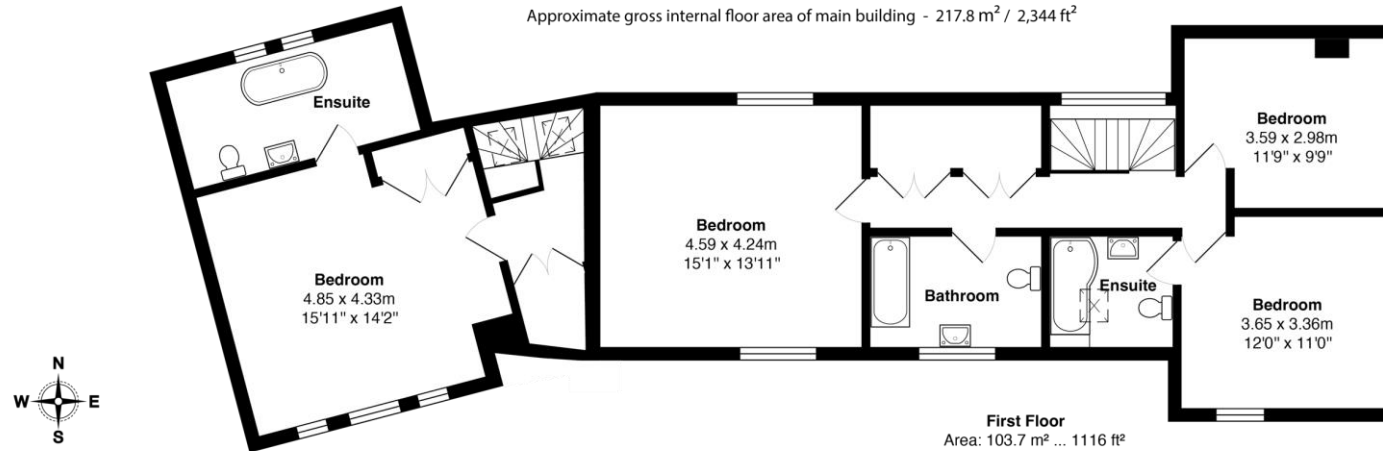 Approximate gross internal floor area of main building - 217.8 m² / 2,344 ft²
Ensuite
Bedroom
4.85 x 4.33m
15'11" x 14'2"
Bedroom
4.59 x 4.24m
15'1" x 13'11"
Bathroom
Ensuite
Bedroom
3.59 x 2.98m
11'9" x 9'9"
Bedroom
3.65 x 3.36m
12'0" x 11'0"
N
W E
S
First Floor
Area: 103.7 m² ... 1116 ft²